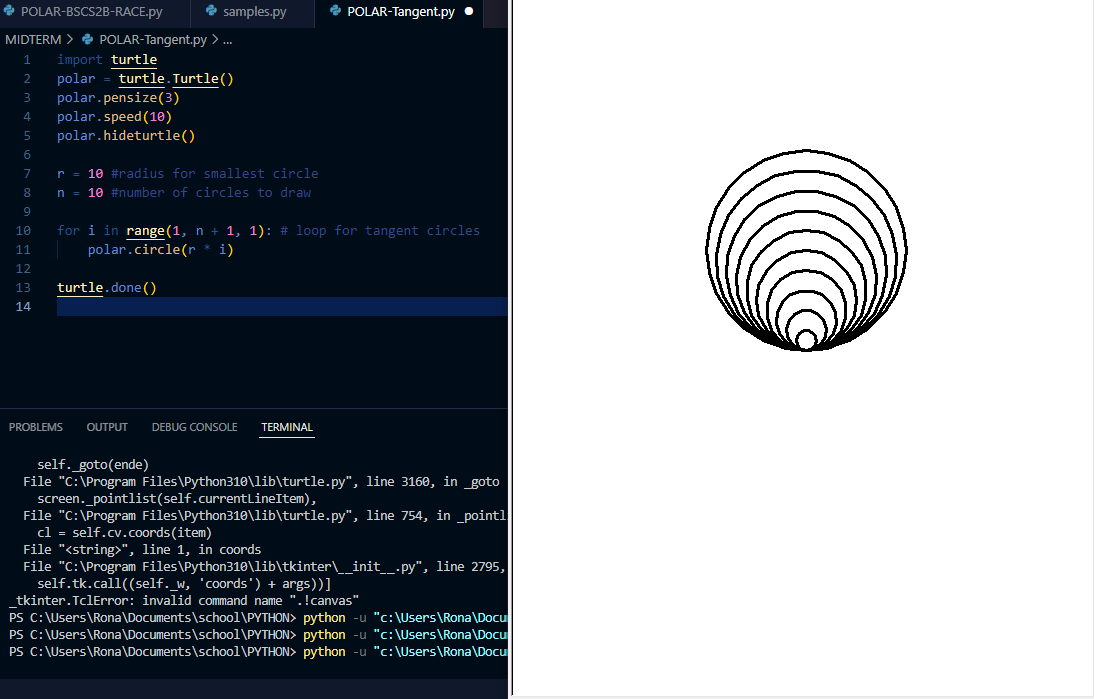 POLAR-BSCS2B-RACE.py samples.py POLAR-Tangent.py
MIDTERM > POLAR-Tangent.py > ...
1 import turtle
2 polar = turtle.Turtle()
3 polar.pensize(3)
4 polar.speed(10)
5 polar.hideturtle()
6
7 r = 10 #radius for smallest circle
8 n = 10 #number of circles to draw
9
10 for i in range(1, n + 1, 1): # loop for tangent circles
11 polar.circle(r * i)
12
13 turtle.done()
14
PROBLEMS OUTPUT DEBUG CONSOLE TERMINAL
self._goto(ende)
File "C:\Program Files\Python310\lib\turtle.py", line 3160, in _goto
screen._pointlist(self.currentLineItem),
File "C:\Program Files\Python310\lib\turtle.py", line 754, in _pointl
cl = self.cv.coords(item)
File "<string>", line 1, in coords
File "C:\Program Files\Python310\lib\tkinter\__init__.py", line 2795,
self.tk.call((self._w, 'coords') + args))]
_tkinter.TclError: invalid command name ".!canvas"
PS C:\Users\Rona\Documents\school\PYTHON> python -u "c:\Users\Rona\Docu
PS C:\Users\Rona\Documents\school\PYTHON> python -u "c:\Users\Rona\Docu
PS C:\Users\Rona\Documents\school\PYTHON> python -u "c:\Users\Rona\Docu